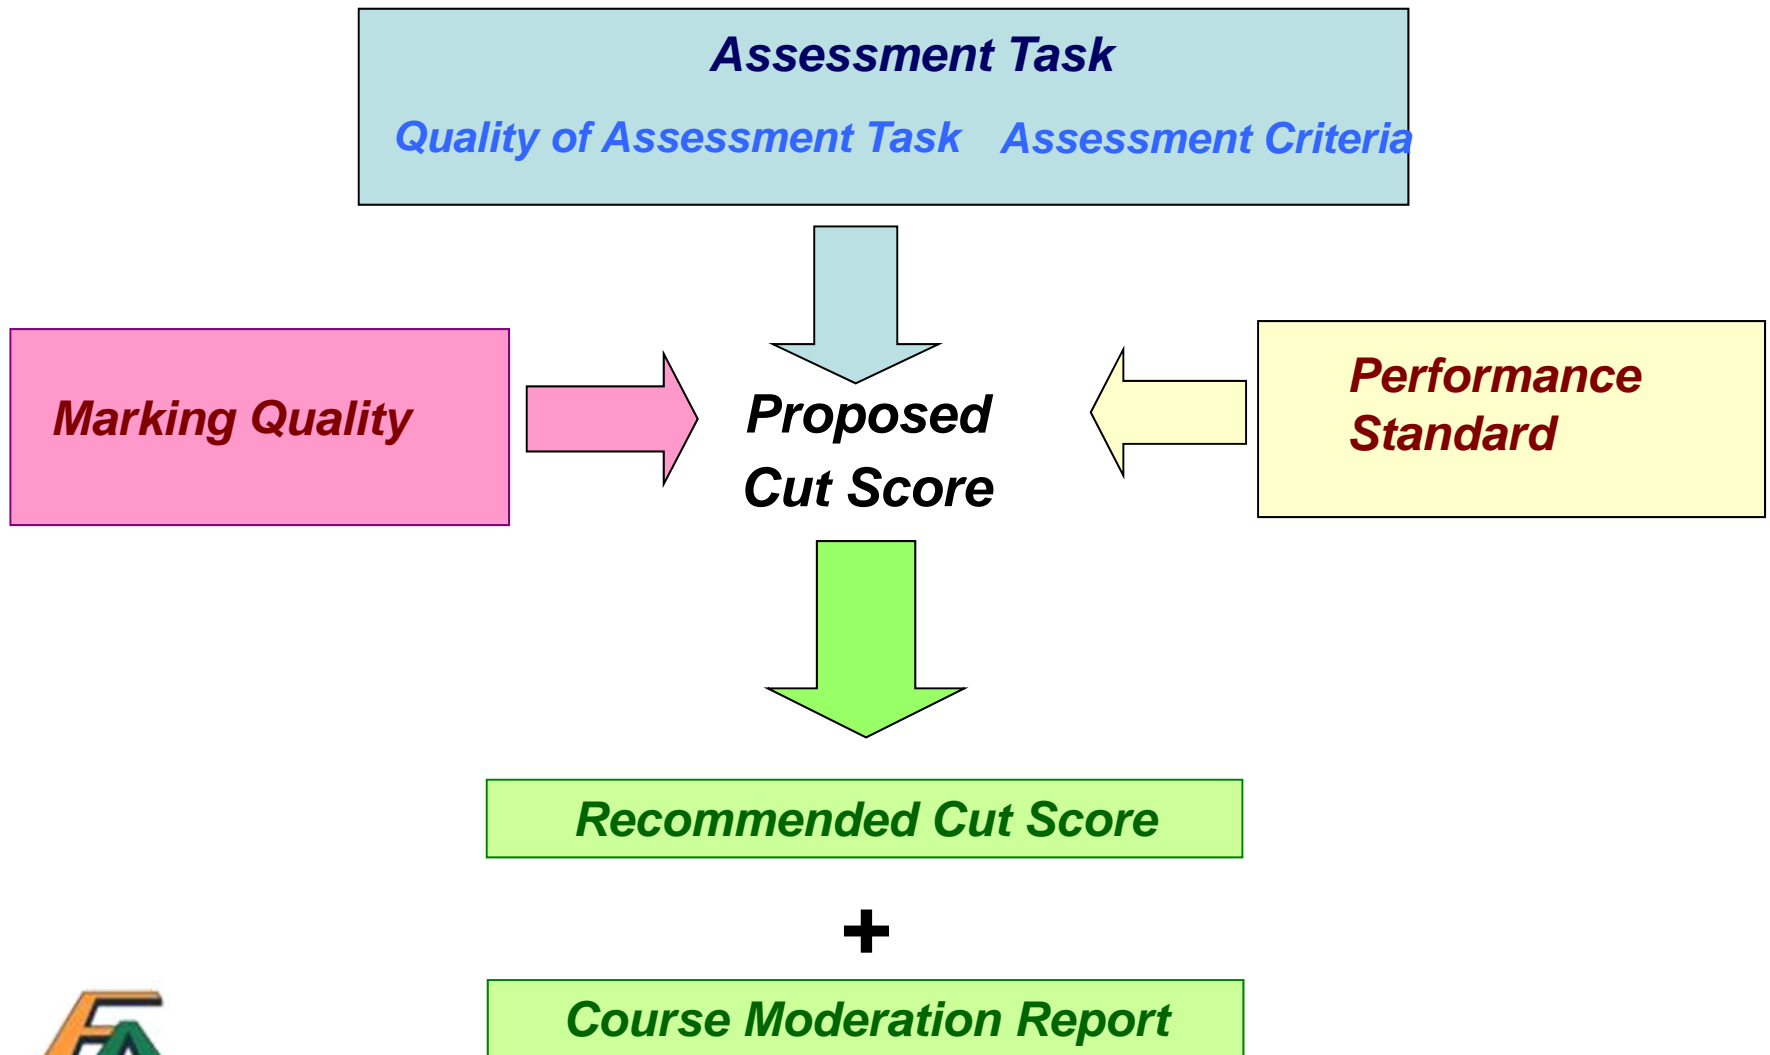 Assessment Task
Quality of Assessment Task Assessment Criteria
Marking Quality
Proposed
Cut Score
Performance
Standard
Recommended Cut Score
+
Course Moderation Report